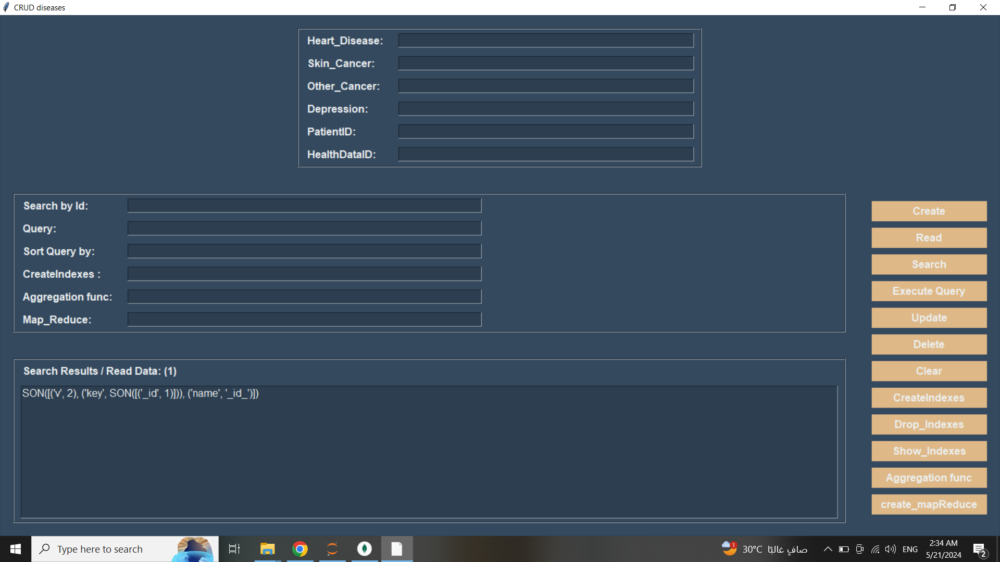 CRUD diseases
Heart_Disease:
Skin_Cancer:
Other_Cancer:
Depression:
PatientID:
HealthDataID:
Search by Id:
Query:
Sort Query by:
CreateIndexes :
Aggregation func:
Map_Reduce:
Create
Read
Search
Execute Query
Update
Delete
Clear
CreateIndexes
Drop_Indexes
Show_Indexes
Aggregation func
create_mapReduce
Search Results / Read Data: (1)
SON([('v', 2), ('key', SON([('_id', 1)])), ('name', '_id_')])
Type here to search
1
30°C صافٍ غالبًا
ENG
2:34 AM
5/21/2024
2